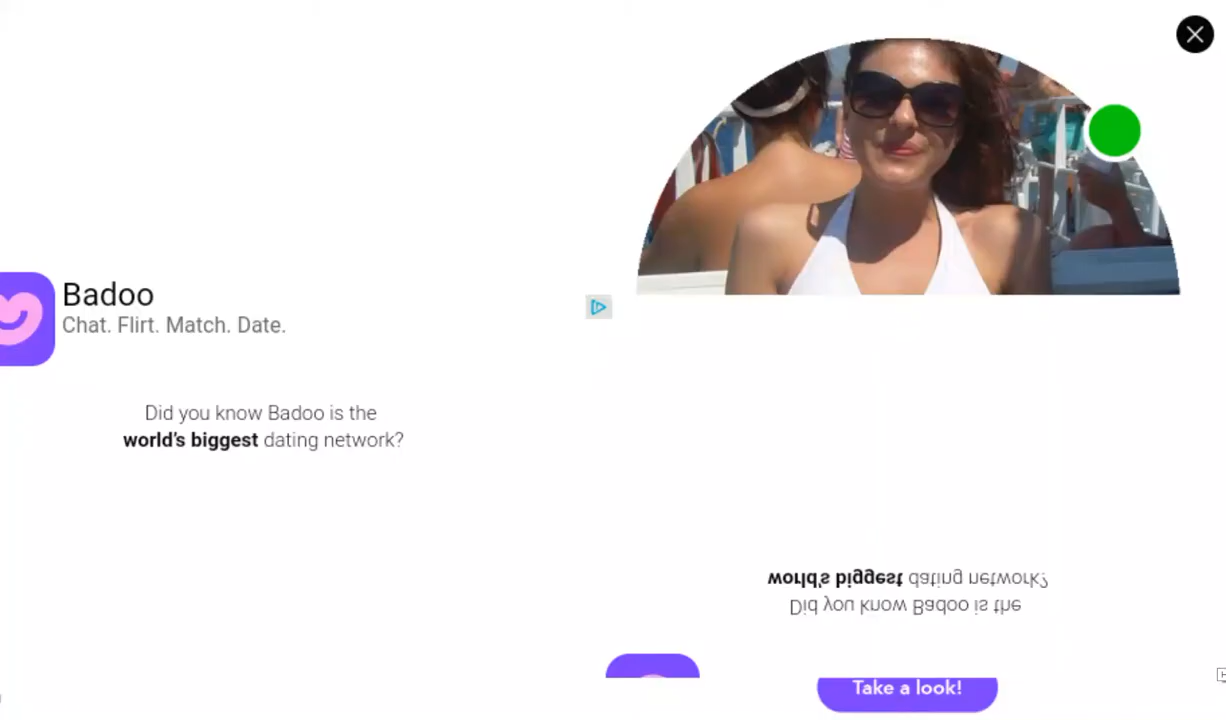 Badoo
Chat. Flirt. Match. Date.
Did you know Badoo is the
world's biggest dating network?
world's biggest dating network?
Did you know Badoo is the
Take a look!